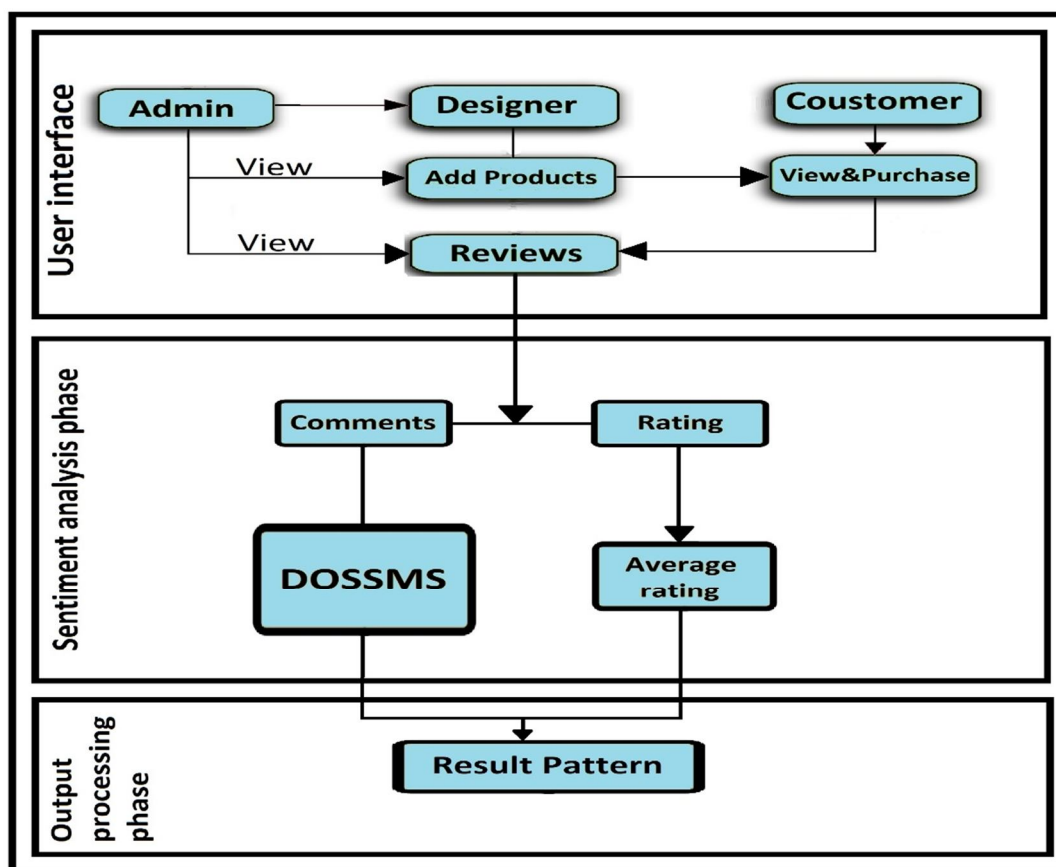 User interface
Admin
Designer
Coustomer
View
Add Products
View&Purchase
View
Reviews
Sentiment analysis phase
Comments
Rating
DOSSMS
Average
rating
Output
processing
phase
Result Pattern